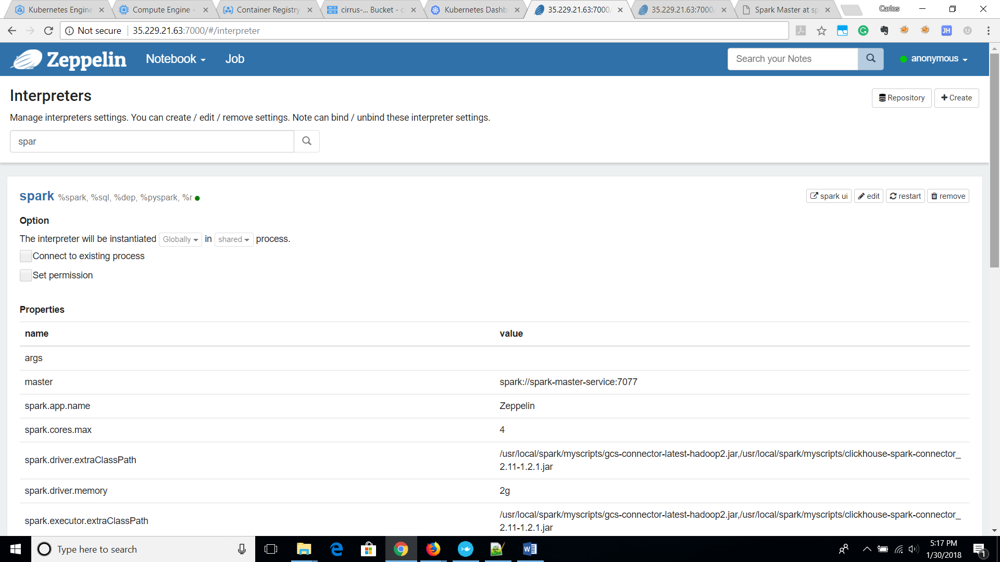 Kubernetes Engine
Compute Engine -
Container Registry
cirrus-... Bucket - c
Kubernetes Dashb
35.229.21.63:7000/
35.229.21.63:7000/
Spark Master at sp
Carlos
Not secure
35.229.21.63:7000/#/interpreter
JH
Zeppelin
Notebook
Job
Search your Notes
anonymous
Interpreters
Repository
Create
Manage interpreters settings. You can create / edit / remove settings. Note can bind / unbind these interpreter settings.
spar
spark %spark, %sql, %dep, %pyspark, %r
spark ui
edit
restart
remove
Option
The interpreter will be instantiated Globally in shared process.
Connect to existing process
Set permission
Properties
name value
args
master spark://spark-master-service:7077
spark.app.name Zeppelin
spark.cores.max 4
spark.driver.extraClassPath /usr/local/spark/myscripts/gcs-connector-latest-hadoop2.jar,/usr/local/spark/myscripts/clickhouse-spark-connector_
2.11-1.2.1.jar
spark.driver.memory 2g
spark.executor.extraClassPath /usr/local/spark/myscripts/gcs-connector-latest-hadoop2.jar,/usr/local/spark/myscripts/clickhouse-spark-connector_
2.11-1.2.1.jar
Type here to search
5:17 PM
1/30/2018
1